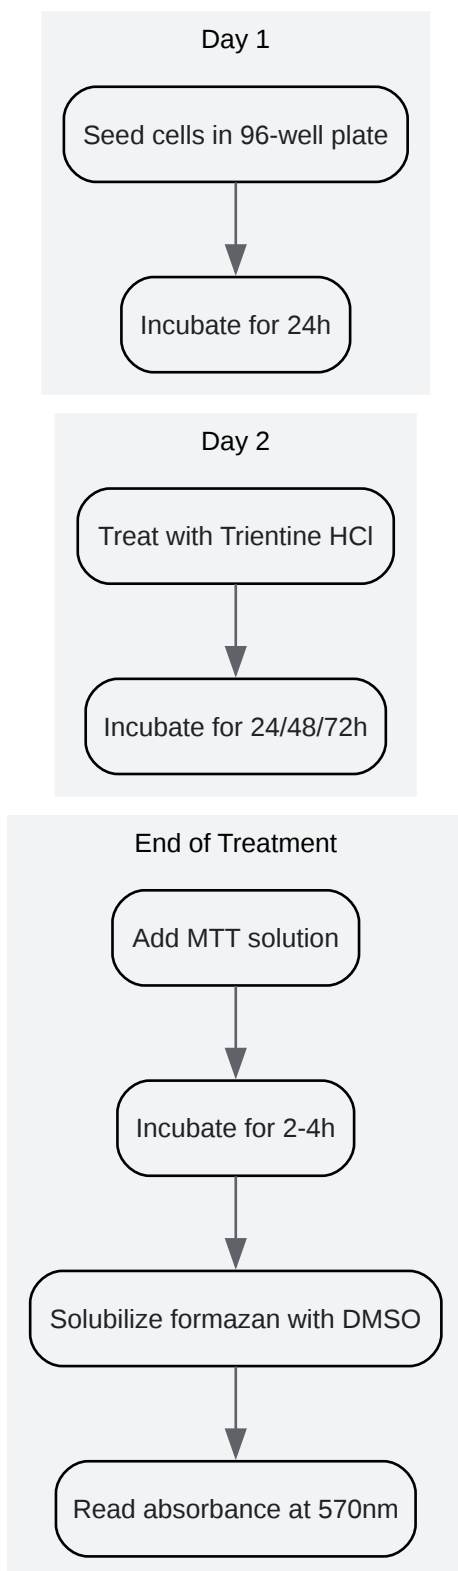 Day 1
Seed cells in 96-well plate
Incubate for 24h
Day 2
Treat with Trientine HCl
Incubate for 24/48/72h
End of Treatment
Add MTT solution
Incubate for 2-4h
Solubilize formazan with DMSO
Read absorbance at 570nm